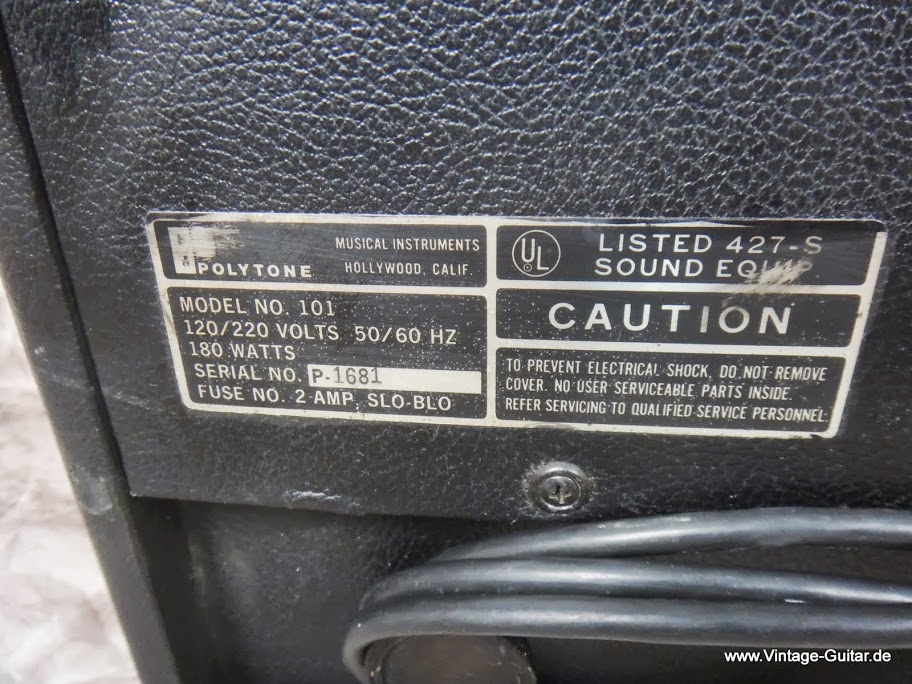 POLYTONE
MUSICAL INSTRUMENTS
HOLLYWOOD, CALIF.
MODEL NO. 101
120/220 VOLTS 50/60 HZ
180 WATTS
SERIAL NO. P-1681
FUSE NO. 2 AMP. SLO-BLO
UL
LISTED 427-S
SOUND EQUIP
CAUTION
TO PREVENT ELECTRICAL SHOCK, DO NOT REMOVE
COVER. NO USER SERVICEABLE PARTS INSIDE.
REFER SERVICING TO QUALIFIED SERVICE PERSONNEL.
www.Vintage-Guitar.de